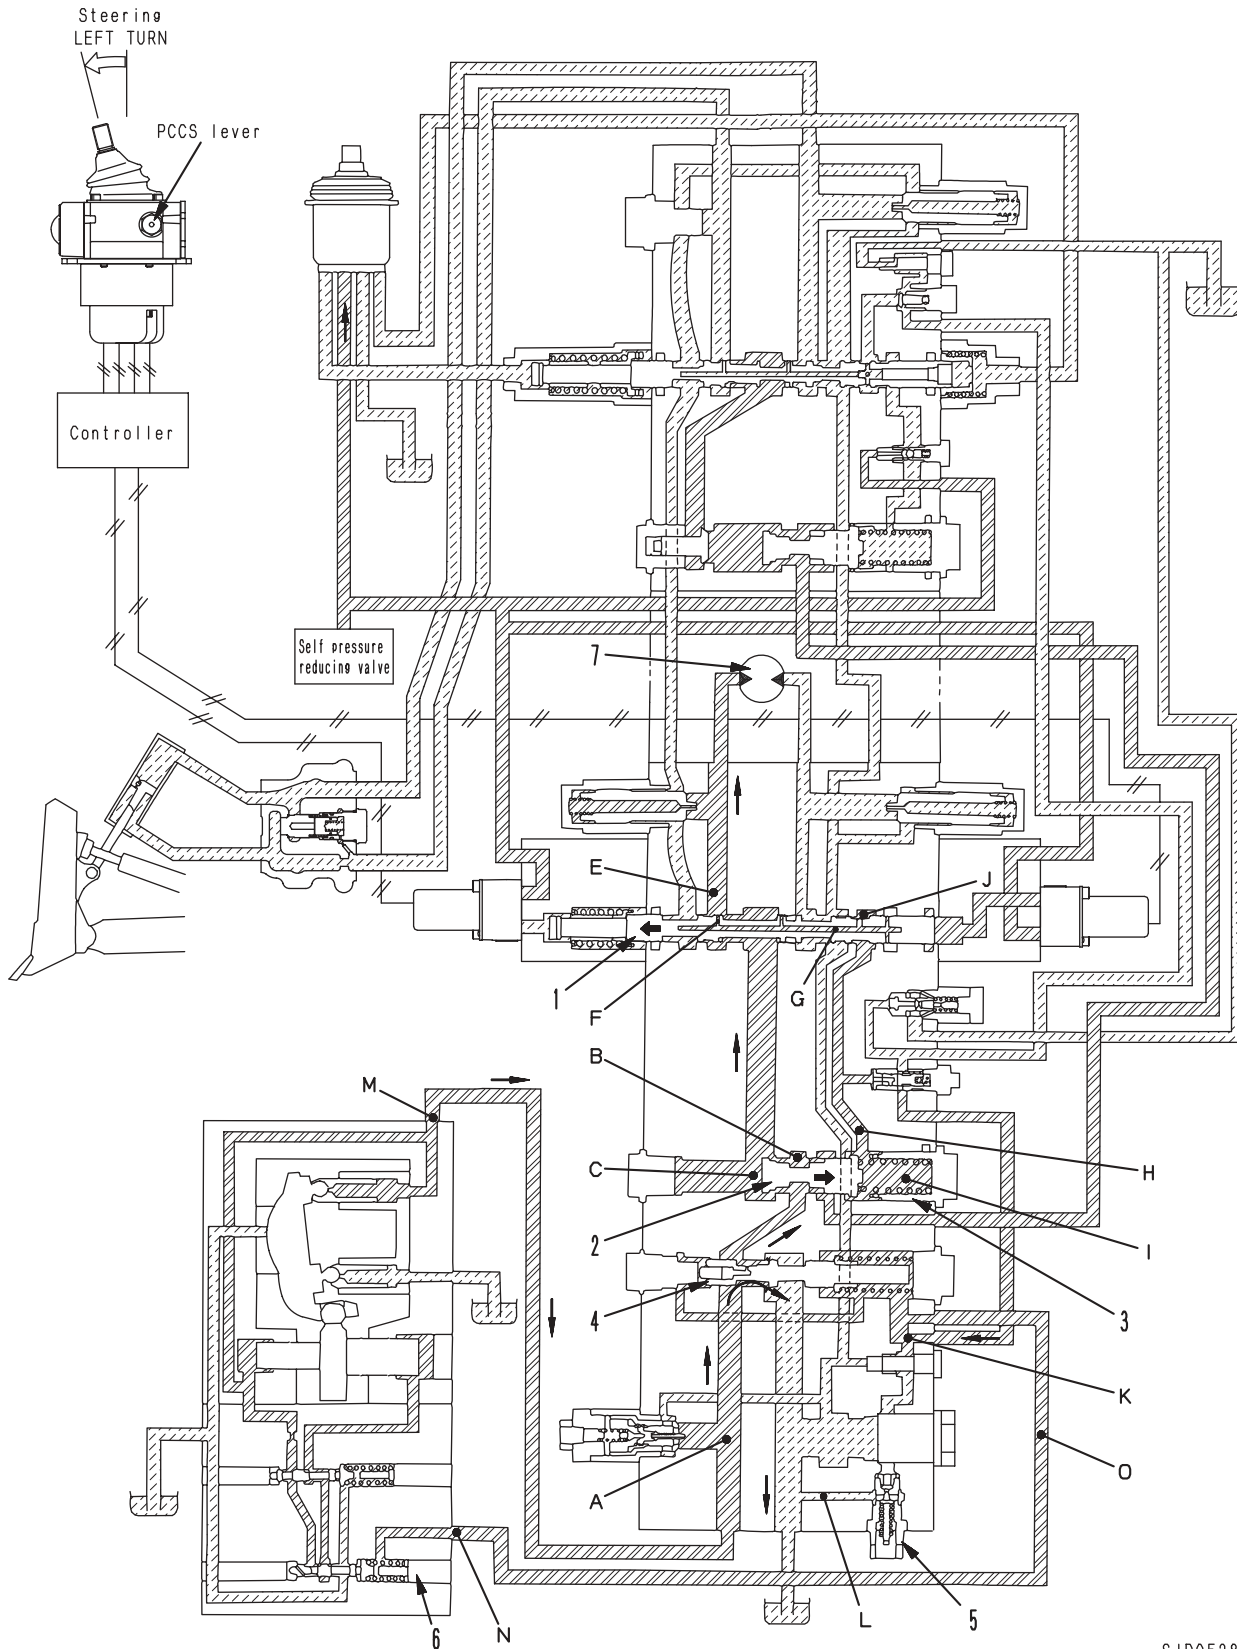 Steering
LEFT TURN
PCCS lever
Controller
Self pressure
reducing valve
7
E
J
1
F
G
B
M
C
H
2
I
4
3
K
A
O
L
5
6
N